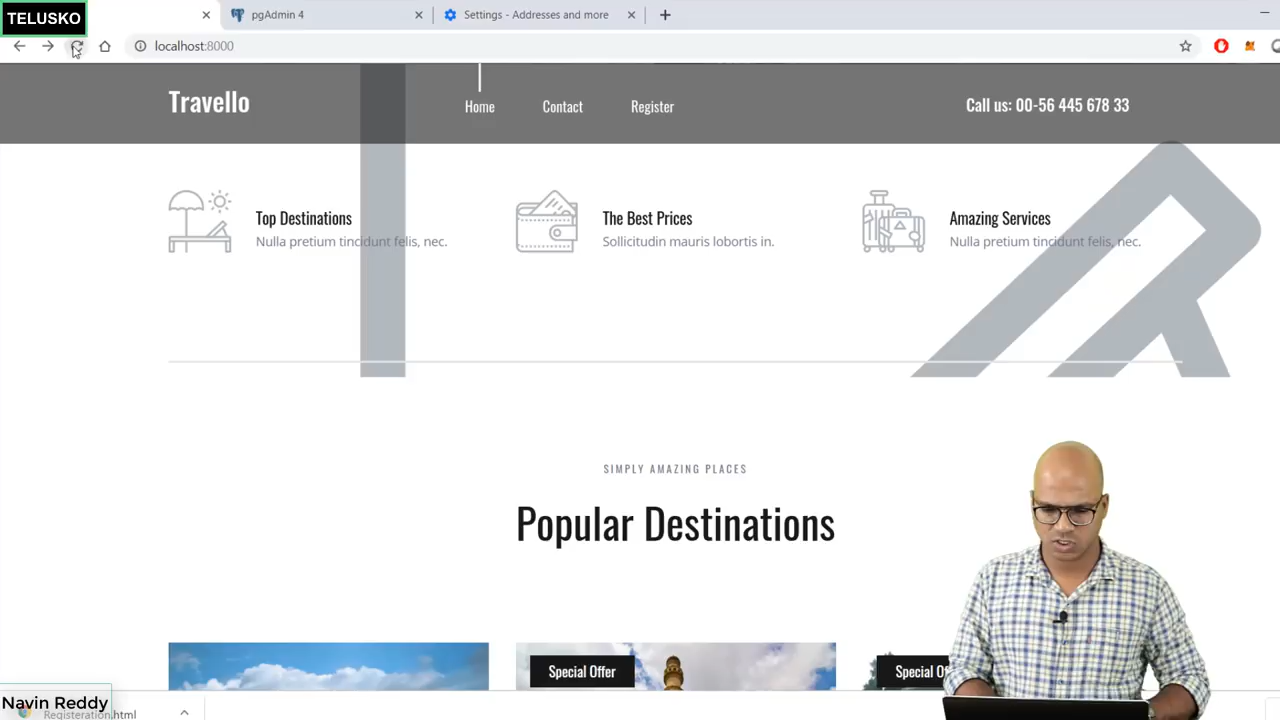 TELUSKO
pgAdmin 4
Settings - Addresses and more
localhost:8000
Travello
Home
Contact
Register
Call us: 00-56 445 678 33
Top Destinations
Nulla pretium tincidunt felis, nec.
The Best Prices
Sollicitudin mauris lobortis in.
Amazing Services
Nulla pretium tincidunt felis, nec.
SIMPLY AMAZING PLACES
Popular Destinations
Special Offer
Special Of
Navin Reddy
Registeration.html